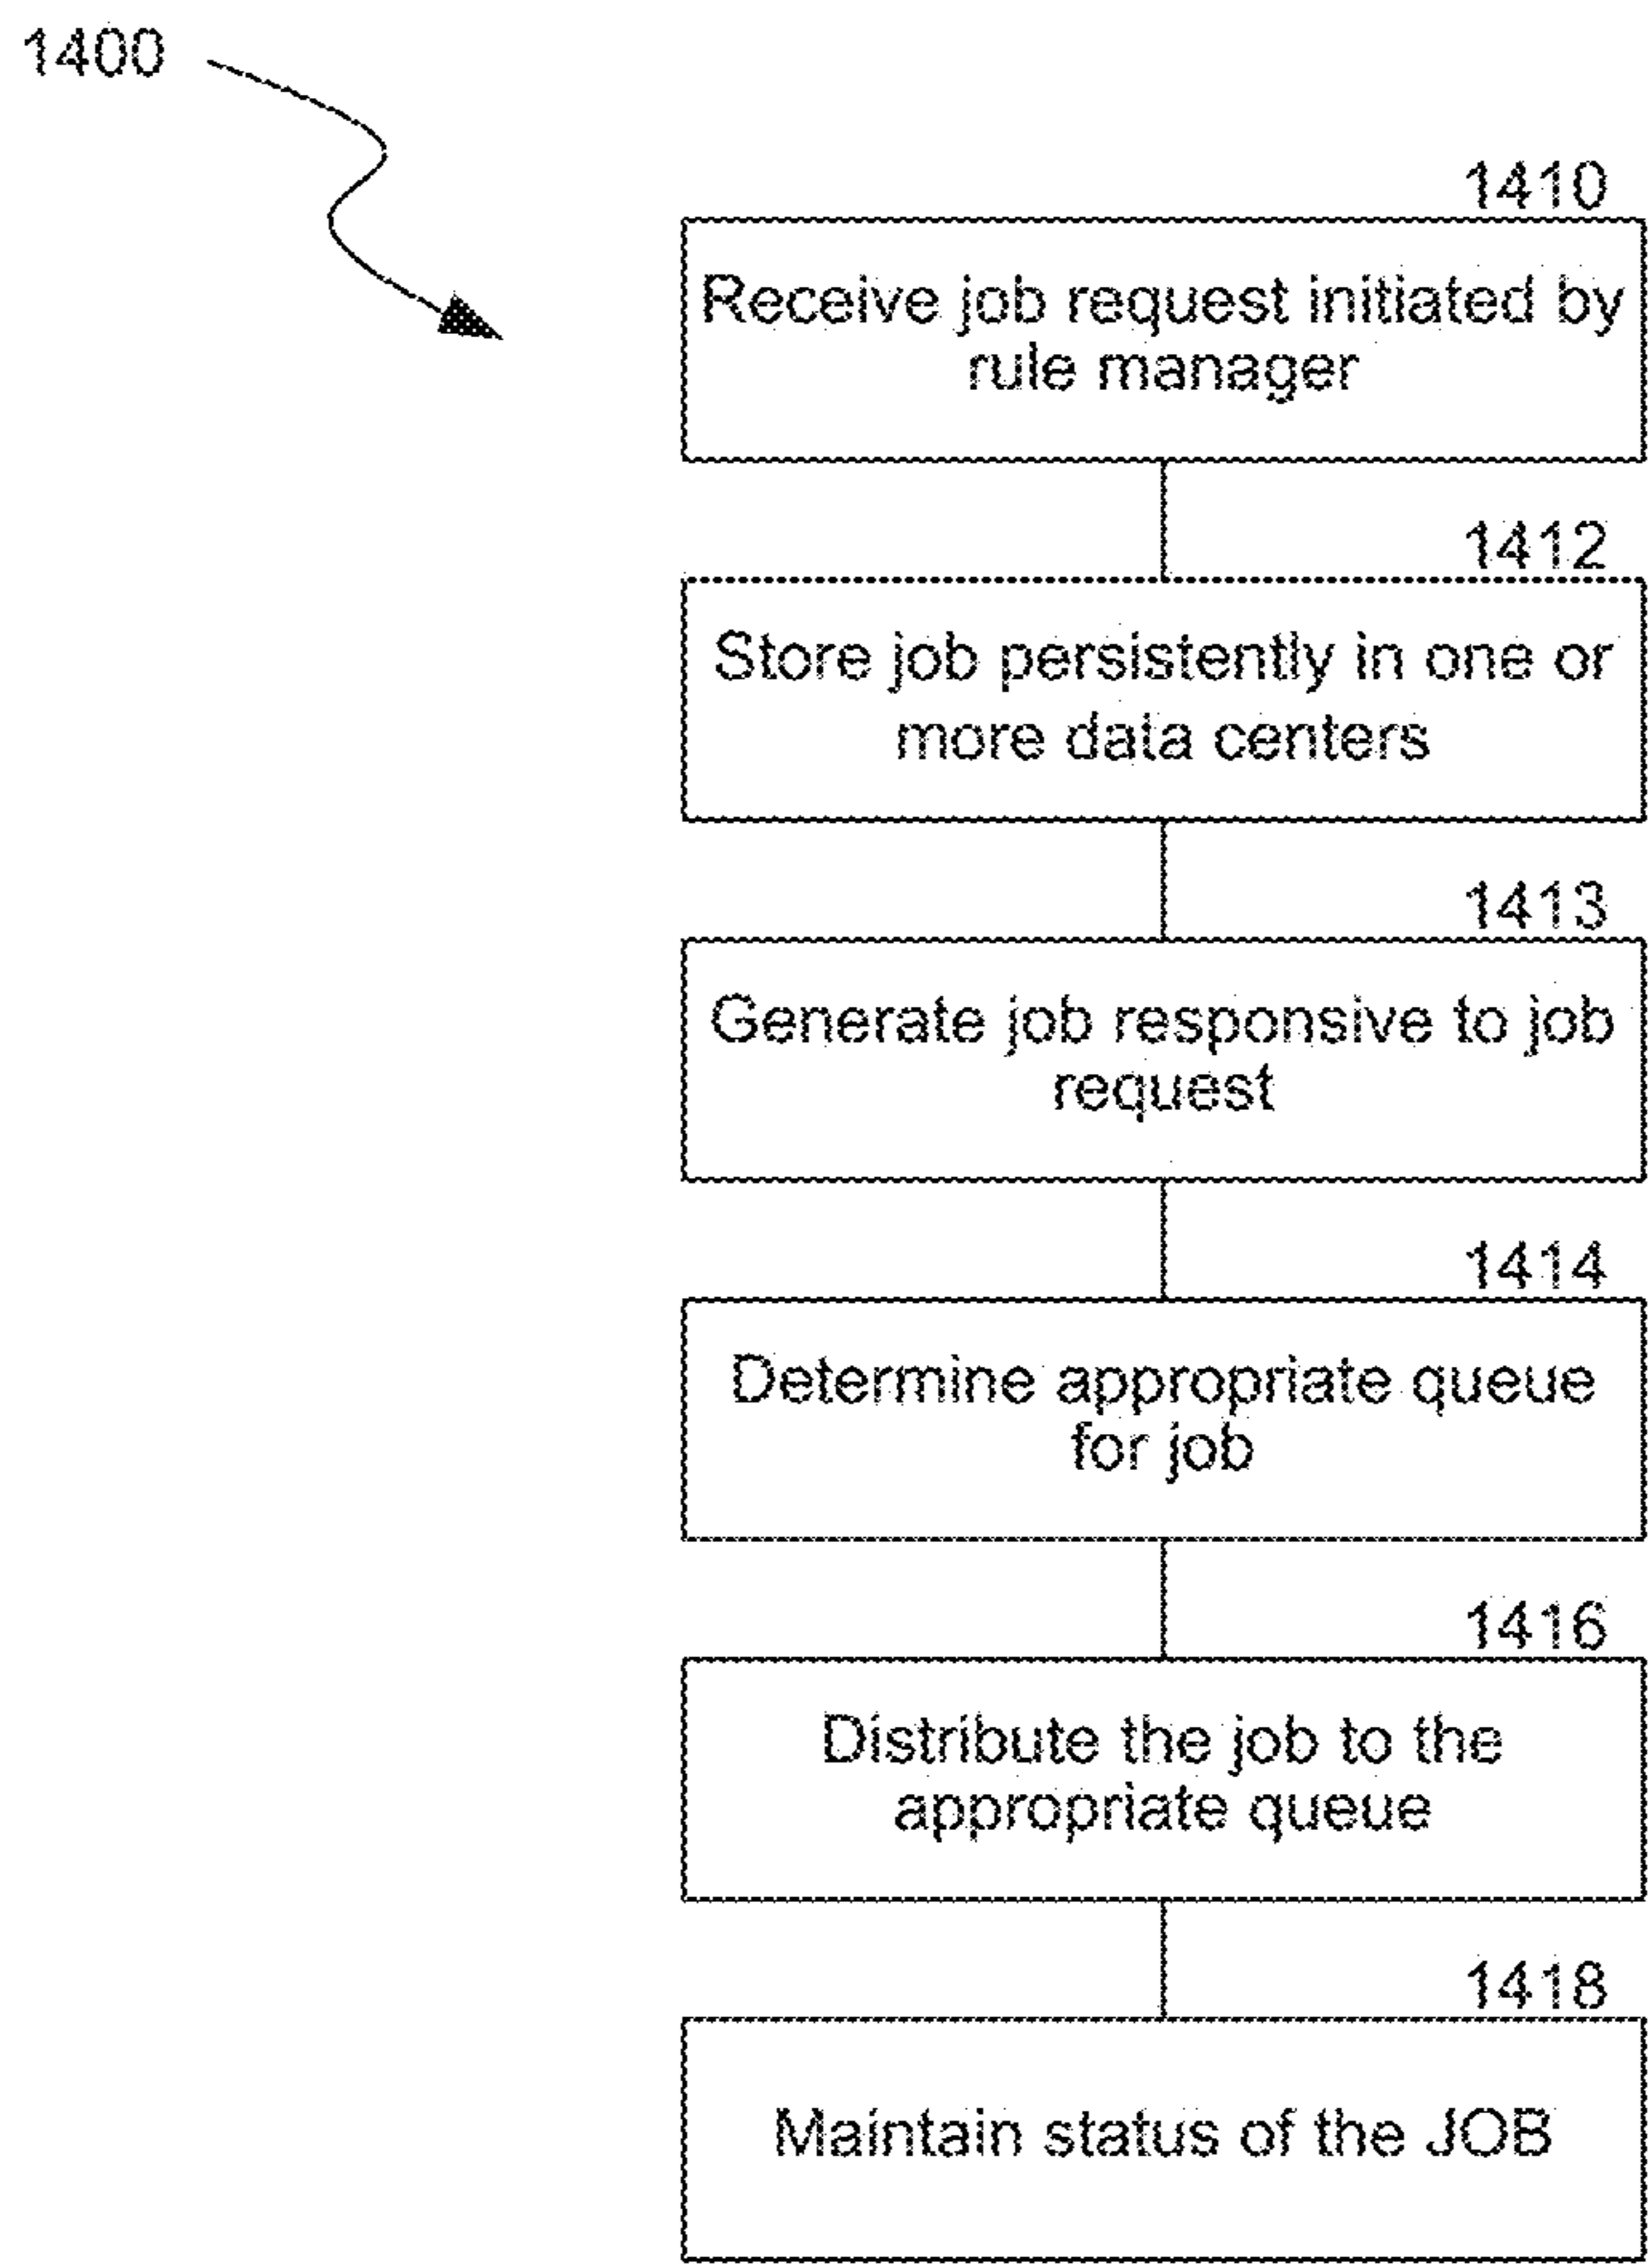 1400
1410
Receive job request initiated by
rule manager
1412
Store job persistently in one or
more data centers
1413
Generate job responsive to job
request
1414
Determine appropriate queue
for job
1416
Distribute the job to the
appropriate queue
1418
Maintain status of the JOB